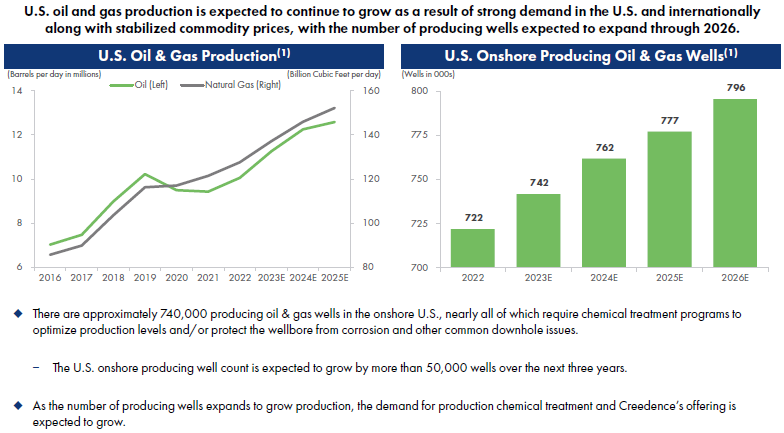 U.S. oil and gas production is expected to continue to grow as a result of strong demand in the U.S. and internationally
along with stabilized commodity prices, with the number of producing wells expected to expand through 2026.
U.S. Oil & Gas Production(1)
(Barrels per day in millions)
(Billion Cubic Feet per day)
Oil (Left)
Natural Gas (Right)
14
12
10
8
6
160
140
120
100
80
2016 2017 2018 2019 2020 2021 2022 2023E 2024E 2025E
U.S. Onshore Producing Oil & Gas Wells(1)
(Wells in 000s)
800
775
750
725
700
722
742
762
777
796
2022 2023E 2024E 2025E 2026E
◆ There are approximately 740,000 producing oil & gas wells in the onshore U.S., nearly all of which require chemical treatment programs to
optimize production levels and/or protect the wellbore from corrosion and other common downhole issues.
– The U.S. onshore producing well count is expected to grow by more than 50,000 wells over the next three years.
◆ As the number of producing wells expands to grow production, the demand for production chemical treatment and Creedence's offering is
expected to grow.